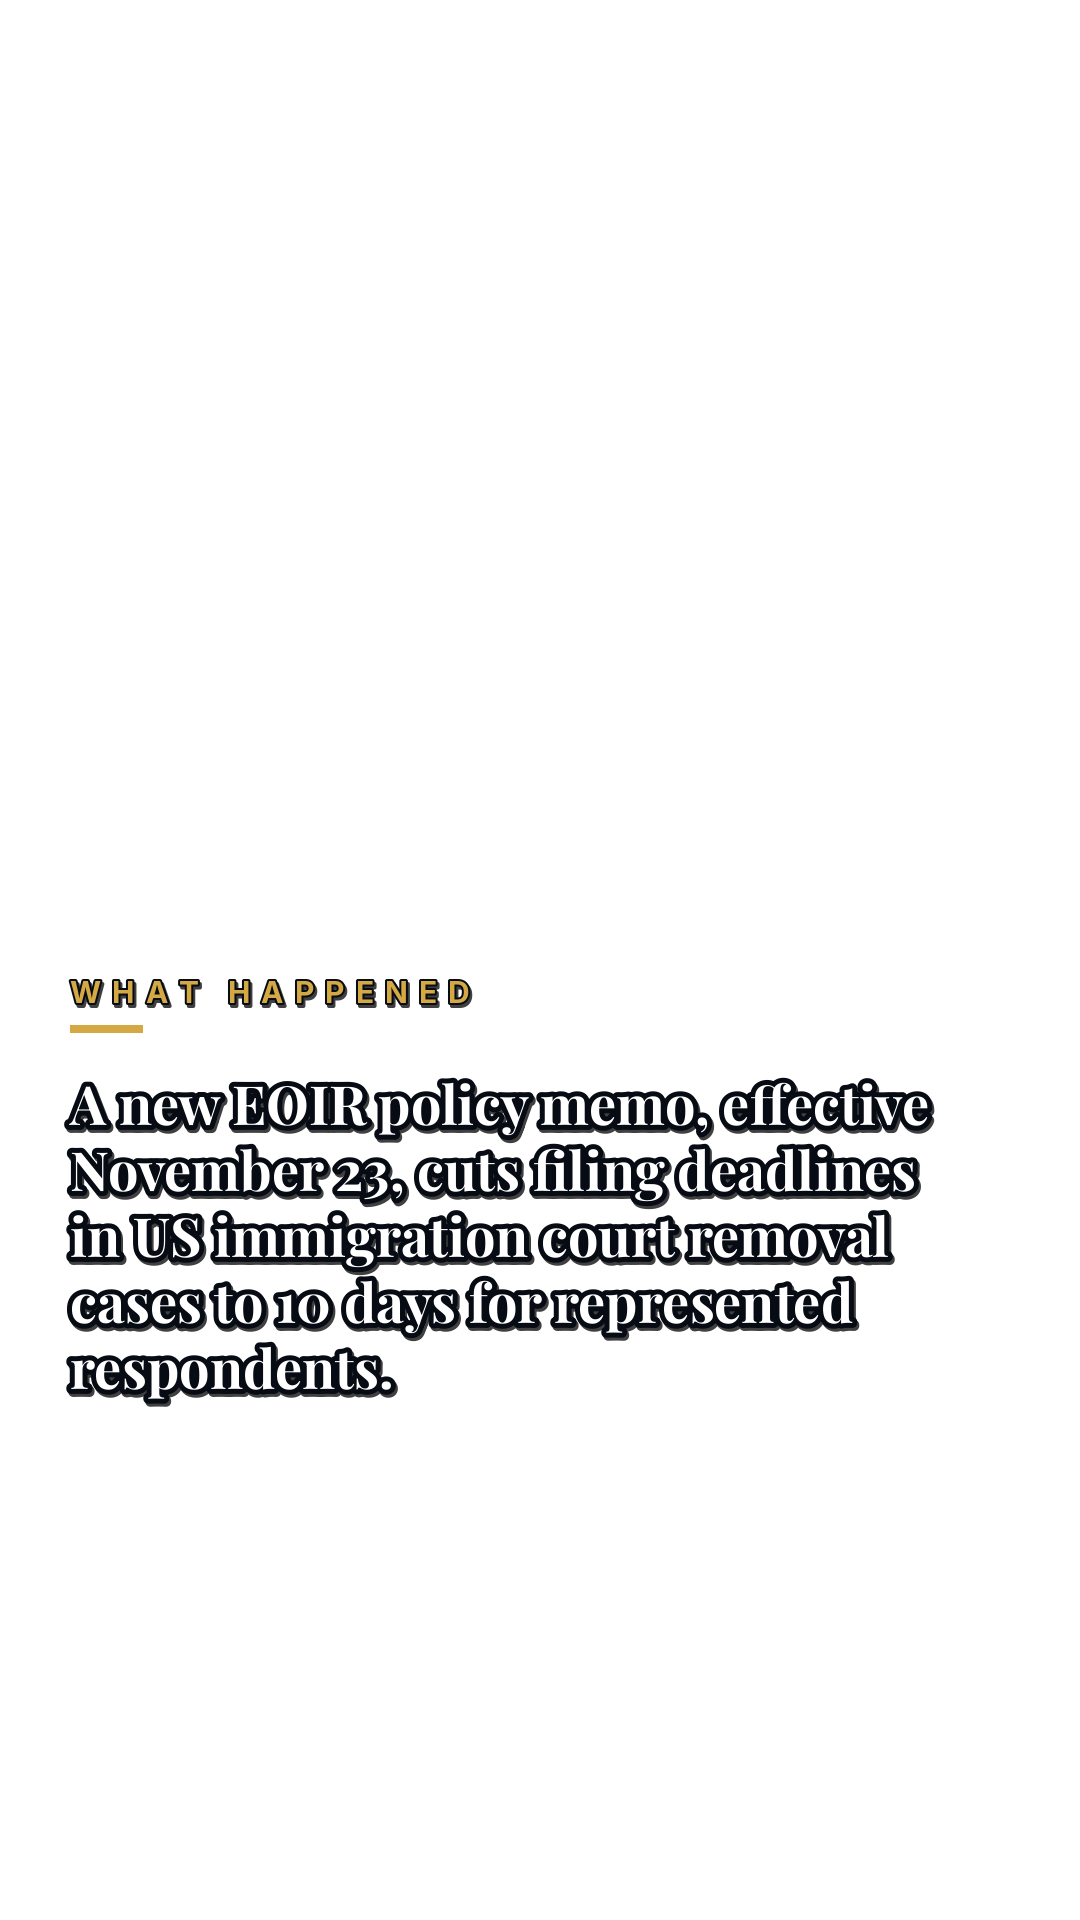 WHAT HAPPENED
A new EOIR policy memo, effective
November 23, cuts filing deadlines
in US immigration court removal
cases to 10 days for represented
respondents.